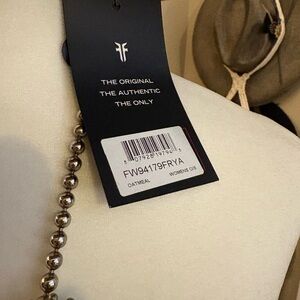 THE ORIGINAL
THE AUTHENTIC
THE ONLY
FW94179FRYA
OATMEAL WOMENS O/S